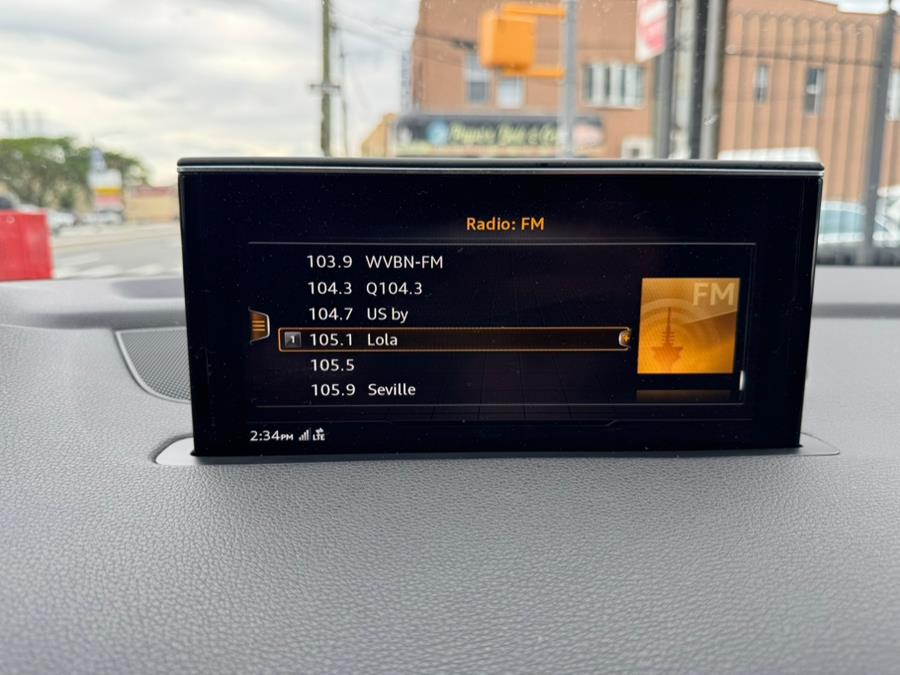 Radio: FM
103.9 WVBN-FM
104.3 Q104.3
104.7 US by
1 105.1 Lola
105.5
105.9 Seville
FM
2:34PM LTE